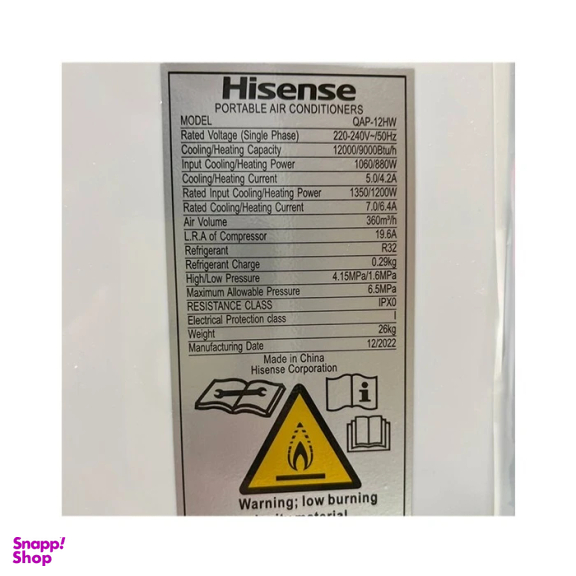 Hisense
PORTABLE AIR CONDITIONERS
MODEL QAP-12HW
Rated Voltage (Single Phase) 220-240V~/50Hz
Cooling/Heating Capacity 12000/9000Btu/h
Input Cooling/Heating Power 1060/880W
Cooling/Heating Current 5.0/4.2A
Rated Input Cooling/Heating Power 1350/1200W
Rated Cooling/Heating Current 7.0/6.4A
Air Volume 360m³/h
L.R.A of Compressor 19.6A
Refrigerant R32
Refrigerant Charge 0.29kg
High/Low Pressure 4.15MPa/1.6MPa
Maximum Allowable Pressure 6.5MPa
RESISTANCE CLASS IPX0
Electrical Protection class I
Weight 26kg
Manufacturing Date 12/2022
Made in China
Hisense Corporation
i
Warning; low burning
material
Snapp!
Shop